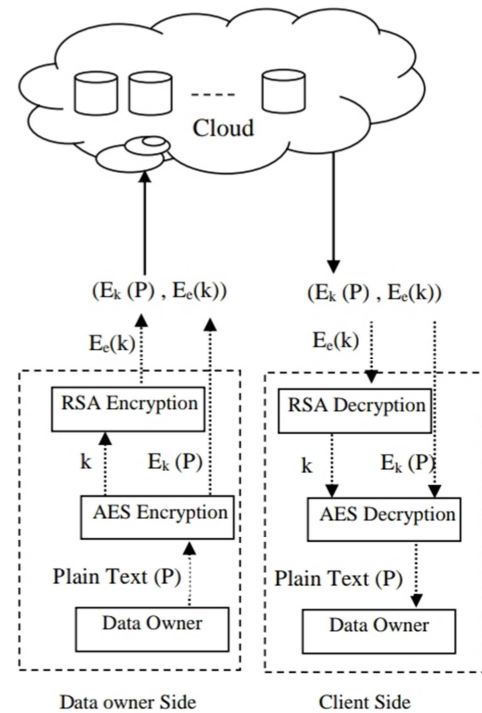 Cloud
(Ek (P) , Ee(k))
(Ek (P) , Ee(k))
Ee(k)
Ee(k)
RSA Encryption
RSA Decryption
k
Ek (P)
k
Ek (P)
AES Encryption
AES Decryption
Plain Text (P)
Plain Text (P)
Data Owner
Data Owner
Data owner Side
Client Side